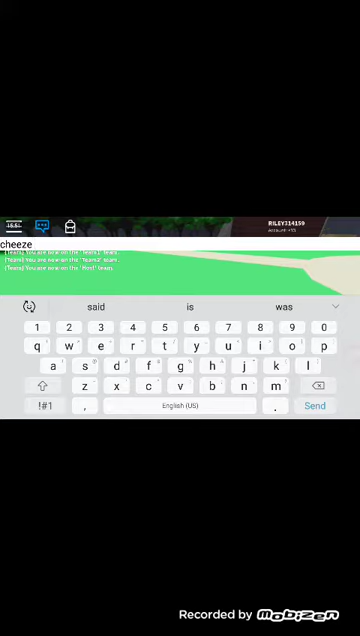 RILEY314159
Account: <13
cheeze
[Team] You are now on the 'Team1' team.
[Team] You are now on the 'Team2' team.
[Team] You are now on the 'Host' team.
said is was
1 2 3 4 5 6 7 8 9 0
q w e r t y u i o p
a s d f g h j k l
z x c v b n m
!#1 , English (US) . Send
Recorded by mobizen